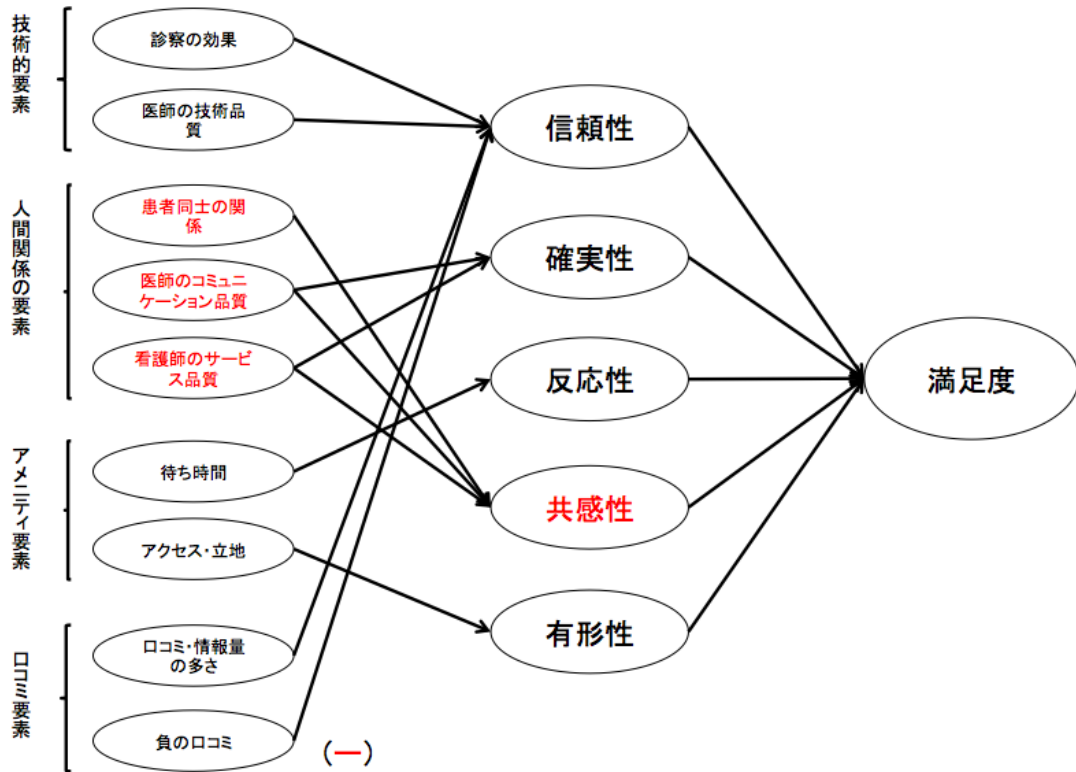 技術的要素
診察の効果
医師の技術品
質
人間関係の要素
患者同士の関
係
医師のコミュニ
ケーション品質
看護師のサービ
ス品質
アメニティ要素
待ち時間
アクセス・立地
口コミ要素
口コミ・情報量
の多さ
負の口コミ
(―)
信頼性
確実性
反応性
共感性
有形性
満足度